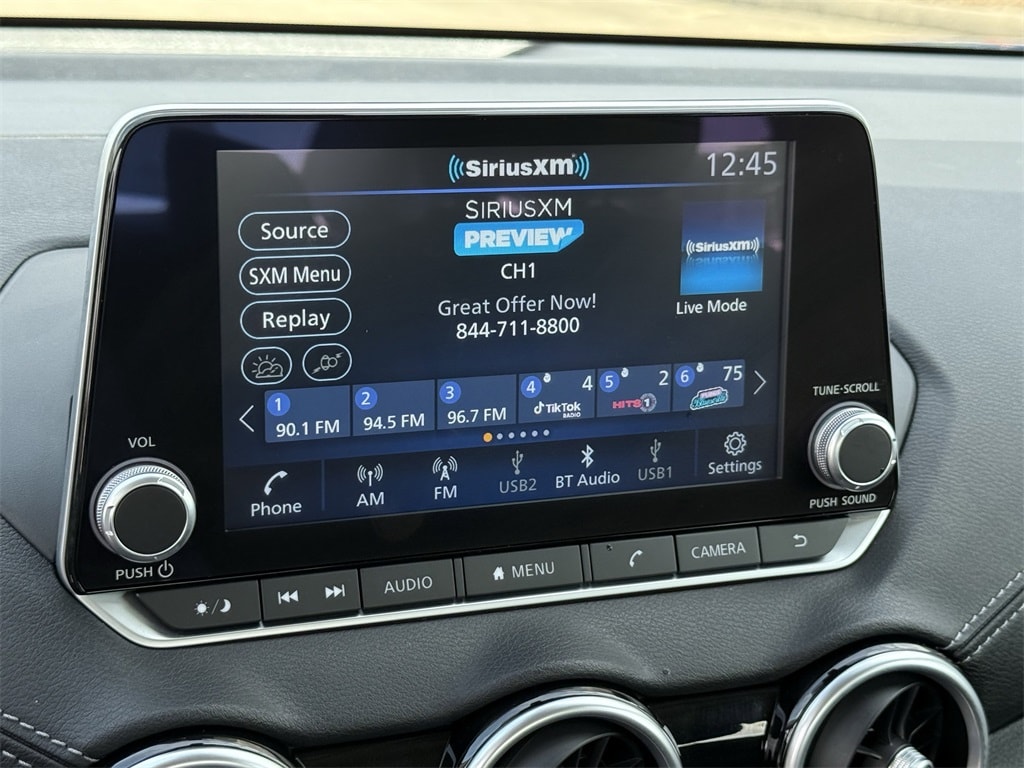 SiriusXM
12:45
Source
SXM Menu
Replay
SIRIUSXM
PREVIEW
CH1
Great Offer Now!
844-711-8800
SiriusXM
Live Mode
1
90.1 FM
2
94.5 FM
3
96.7 FM
4
4
TikTok
RADIO
5
2
HITS1
6
75
Phone
AM
FM
USB2
BT Audio
USB1
Settings
VOL
PUSH
TUNE·SCROLL
PUSH SOUND
AUDIO
MENU
CAMERA